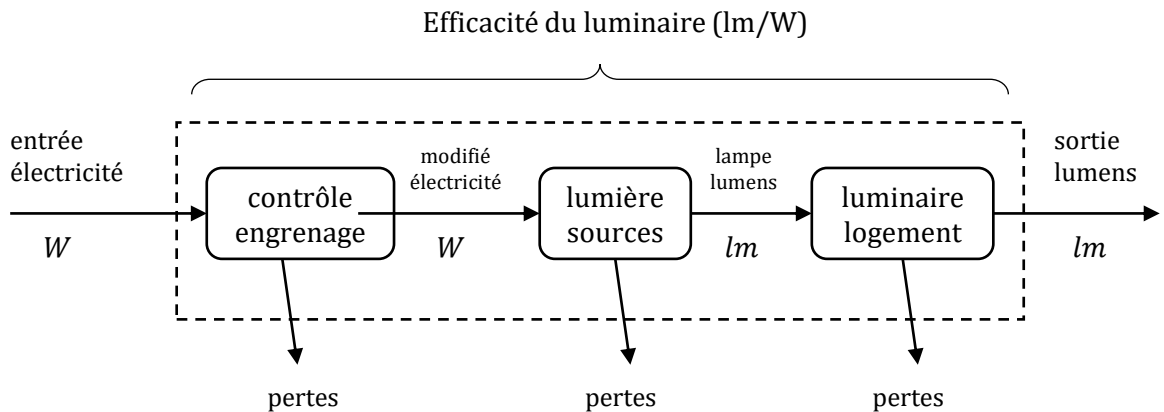 Efficacité du luminaire (lm/W)
entrée
électricité
W
contrôle
engrenage
modifié
électricité
W
lumière
sources
lampe
lumens
lm
luminaire
logement
sortie
lumens
lm
pertes
pertes
pertes